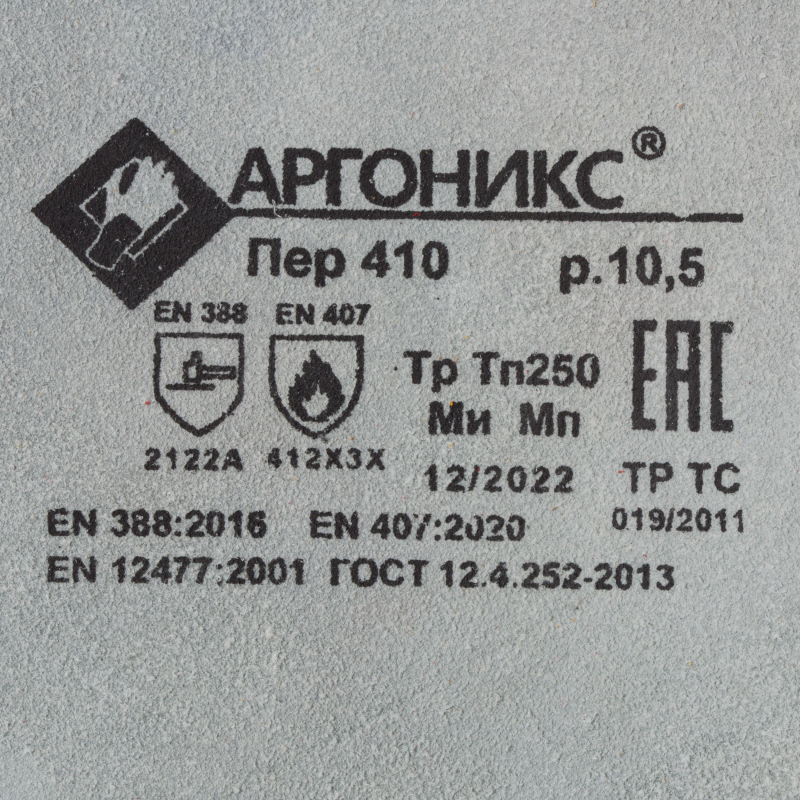 АРГОНИКС®
Пер 410 р.10,5
EN 388 EN 407
Тр Тп250
Ми Мп
EAC
2122A 412X3X
12/2022 ТР ТС
019/2011
EN 388:2016 EN 407:2020
EN 12477:2001 ГОСТ 12.4.252-2013